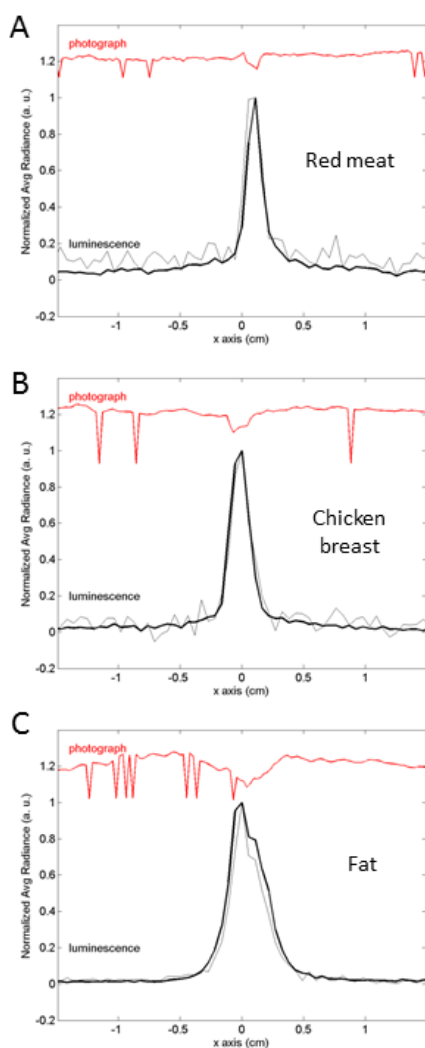 A
photograph
1.2
1
0.8
0.6
0.4
0.2
0
-0.2
Normalized Avg Radiance (a. u.)
Red meat
luminescence
-1
-0.5
0
0.5
1
x axis (cm)
B
photograph
1.2
1
0.8
0.6
0.4
0.2
0
-0.2
Normalized Avg Radiance (a. u.)
Chicken
breast
luminescence
-1
-0.5
0
0.5
1
x axis (cm)
C
photograph
1.2
1
0.8
0.6
0.4
0.2
0
-0.2
Normalized Avg Radiance (a. u.)
Fat
luminescence
-1
-0.5
0
0.5
1
x axis (cm)